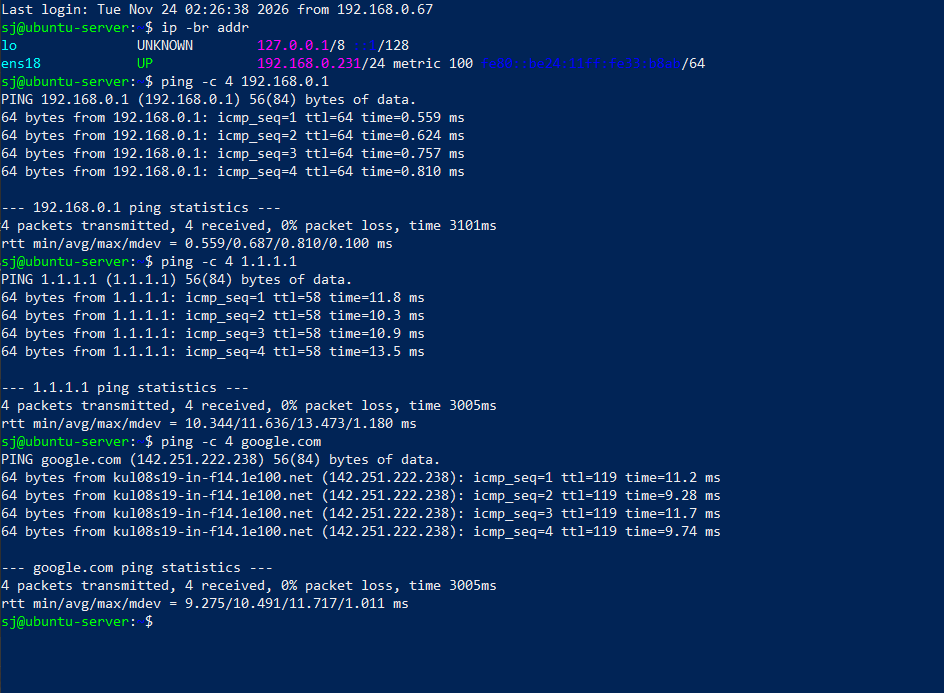 Last login: Tue Nov 24 02:26:38 2026 from 192.168.0.67
sj@ubuntu-server:~$ ip -br addr
lo               UNKNOWN        127.0.0.1/8 ::1/128
ens18            UP             192.168.0.231/24 metric 100 /64
sj@ubuntu-server:~$ ping -c 4 192.168.0.1
PING 192.168.0.1 (192.168.0.1) 56(84) bytes of data.
64 bytes from 192.168.0.1: icmp_seq=1 ttl=64 time=0.559 ms
64 bytes from 192.168.0.1: icmp_seq=2 ttl=64 time=0.624 ms
64 bytes from 192.168.0.1: icmp_seq=3 ttl=64 time=0.757 ms
64 bytes from 192.168.0.1: icmp_seq=4 ttl=64 time=0.810 ms

--- 192.168.0.1 ping statistics ---
4 packets transmitted, 4 received, 0% packet loss, time 3101ms
rtt min/avg/max/mdev = 0.559/0.687/0.810/0.100 ms
sj@ubuntu-server:~$ ping -c 4 1.1.1.1
PING 1.1.1.1 (1.1.1.1) 56(84) bytes of data.
64 bytes from 1.1.1.1: icmp_seq=1 ttl=58 time=11.8 ms
64 bytes from 1.1.1.1: icmp_seq=2 ttl=58 time=10.3 ms
64 bytes from 1.1.1.1: icmp_seq=3 ttl=58 time=10.9 ms
64 bytes from 1.1.1.1: icmp_seq=4 ttl=58 time=13.5 ms

--- 1.1.1.1 ping statistics ---
4 packets transmitted, 4 received, 0% packet loss, time 3005ms
rtt min/avg/max/mdev = 10.344/11.636/13.473/1.180 ms
sj@ubuntu-server:~$ ping -c 4 google.com
PING google.com (142.251.222.238) 56(84) bytes of data.
64 bytes from kul08s19-in-f14.1e100.net (142.251.222.238): icmp_seq=1 ttl=119 time=11.2 ms
64 bytes from kul08s19-in-f14.1e100.net (142.251.222.238): icmp_seq=2 ttl=119 time=9.28 ms
64 bytes from kul08s19-in-f14.1e100.net (142.251.222.238): icmp_seq=3 ttl=119 time=11.7 ms
64 bytes from kul08s19-in-f14.1e100.net (142.251.222.238): icmp_seq=4 ttl=119 time=9.74 ms

--- google.com ping statistics ---
4 packets transmitted, 4 received, 0% packet loss, time 3005ms
rtt min/avg/max/mdev = 9.275/10.491/11.717/1.011 ms
sj@ubuntu-server:~$